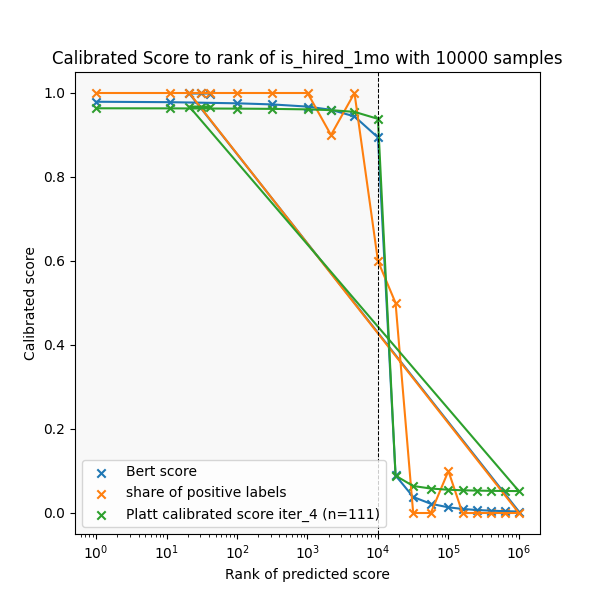 Calibrated Score to rank of is_hired_1mo with 10000 samples
1.0
0.8
0.6
0.4
0.2
0.0
Calibrated score
Bert score
share of positive labels
Platt calibrated score iter_4 (n=111)
10⁰ 10¹ 10² 10³ 10⁴ 10⁵ 10⁶
Rank of predicted score